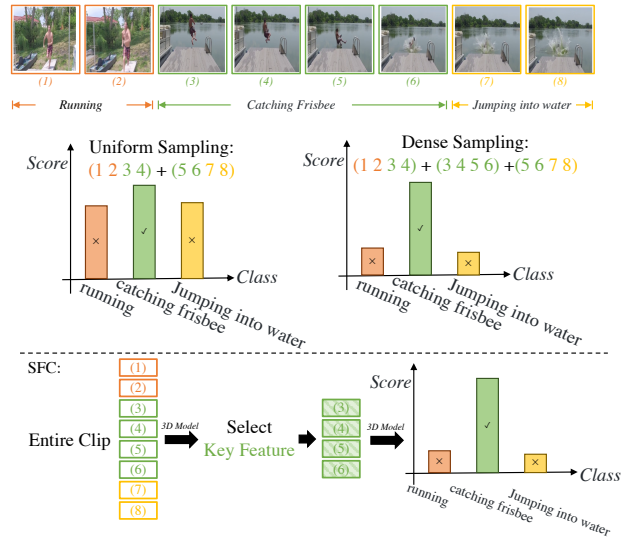 (1) (2) (3) (4) (5) (6) (7) (8)
Running Catching Frisbee Jumping into water
Uniform Sampling:
(1 2 3 4) + (5 6 7 8)
Score
× ✓ ×
Class
running
catching frisbee
Jumping into water
Dense Sampling:
(1 2 3 4) + (3 4 5 6) +(5 6 7 8)
Score
× ✓ ×
Class
running
catching frisbee
Jumping into water
SFC:
Entire Clip
(1)
(2)
(3)
(4)
(5)
(6)
(7)
(8)
3D Model
Select
Key Feature
(3)
(4)
(5)
(6)
3D Model
Score
× ✓ ×
Class
running
catching frisbee
Jumping into water